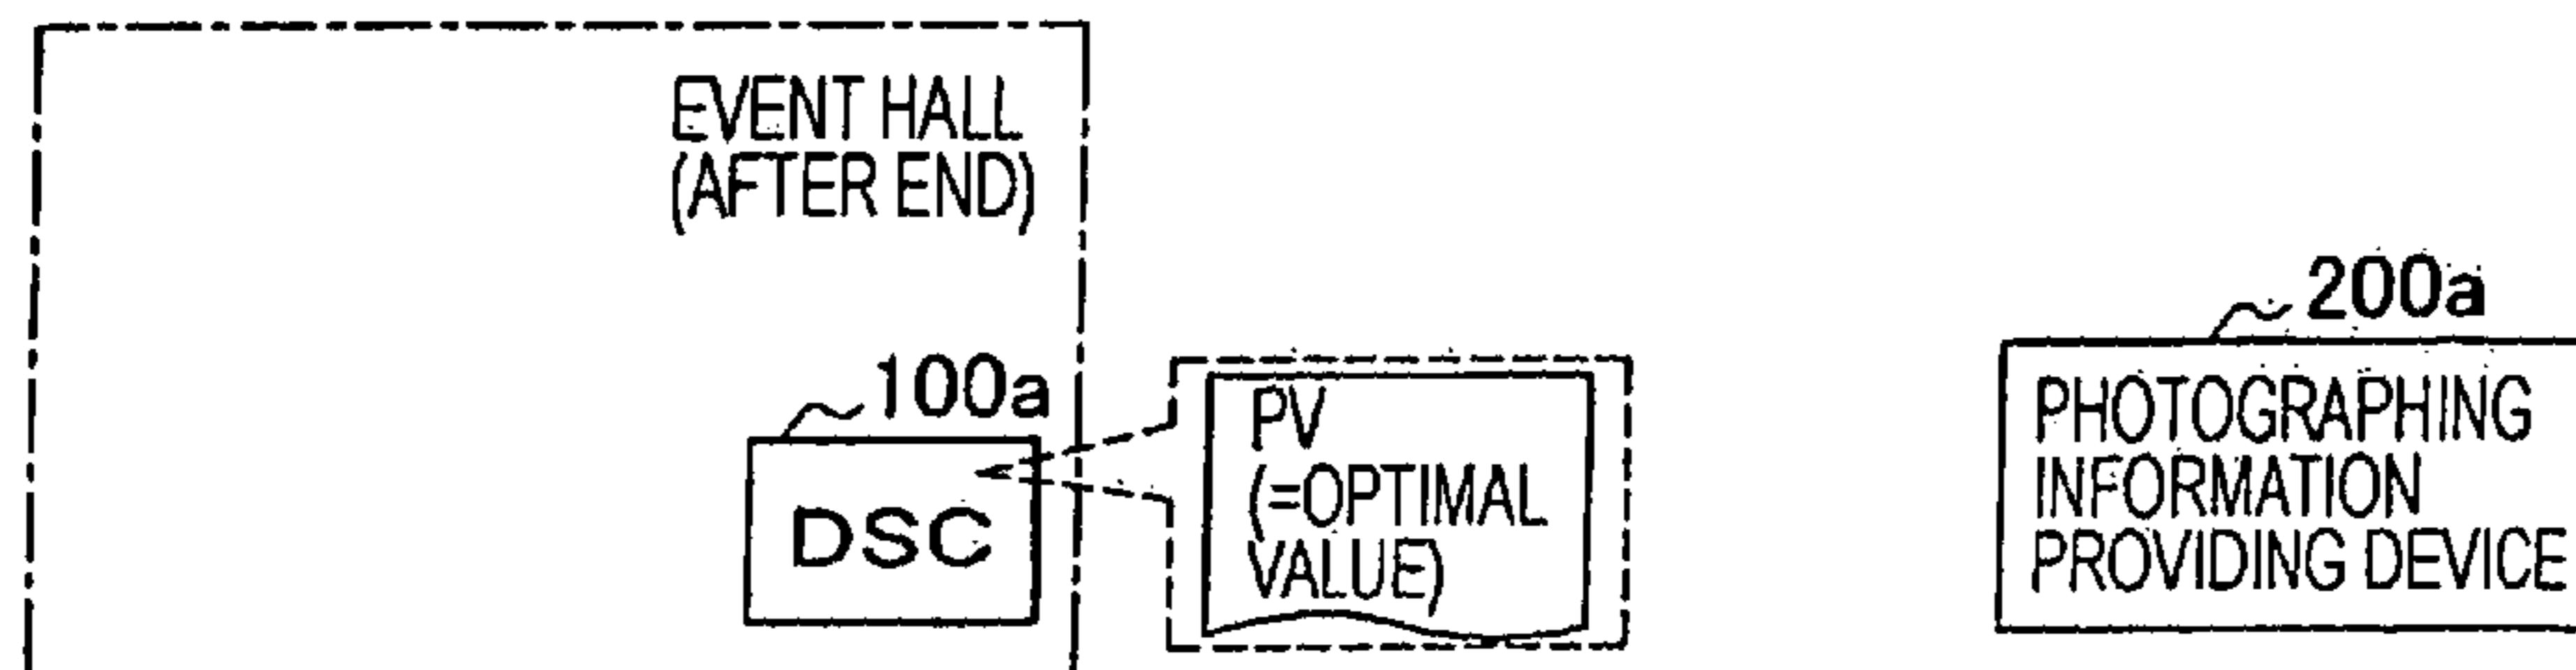 EVENT HALL
(AFTER END)
100a
DSC
PV
(=OPTIMAL
VALUE)
200a
PHOTOGRAPHING
INFORMATION
PROVIDING DEVICE